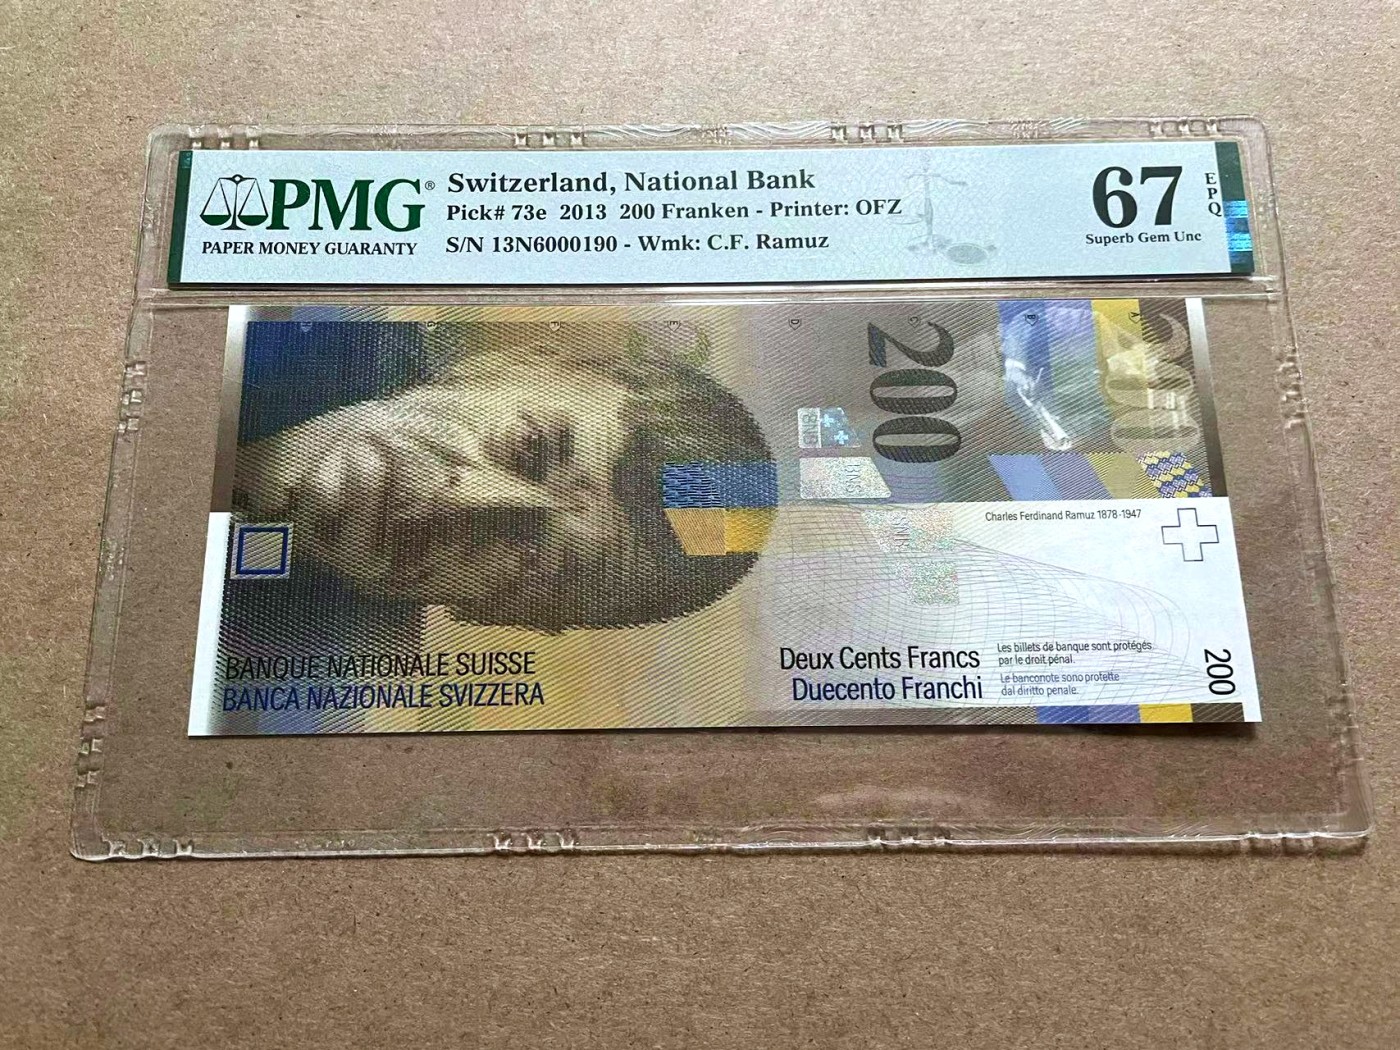 PMG®
PAPER MONEY GUARANTY
Switzerland, National Bank
Pick# 73e 2013 200 Franken - Printer: OFZ
S/N 13N6000190 - Wmk: C.F. Ramuz
67
Superb Gem Unc
EPQ
200
200
BNS
BNS
Charles Ferdinand Ramuz 1878-1947
BANQUE NATIONALE SUISSE
BANCA NAZIONALE SVIZZERA
Deux Cents Francs
Duecento Franchi
Les billets de banque sont protégés
par le droit pénal.
Le banconote sono protette
dal diritto penale.
200